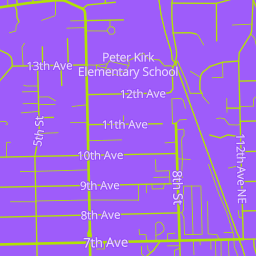 Peter Kirk
Elementary School
13th Ave
12th Ave
11th Ave
5th St
10th Ave
112th Ave NE
9th Ave
8th St
8th Ave
7th Ave